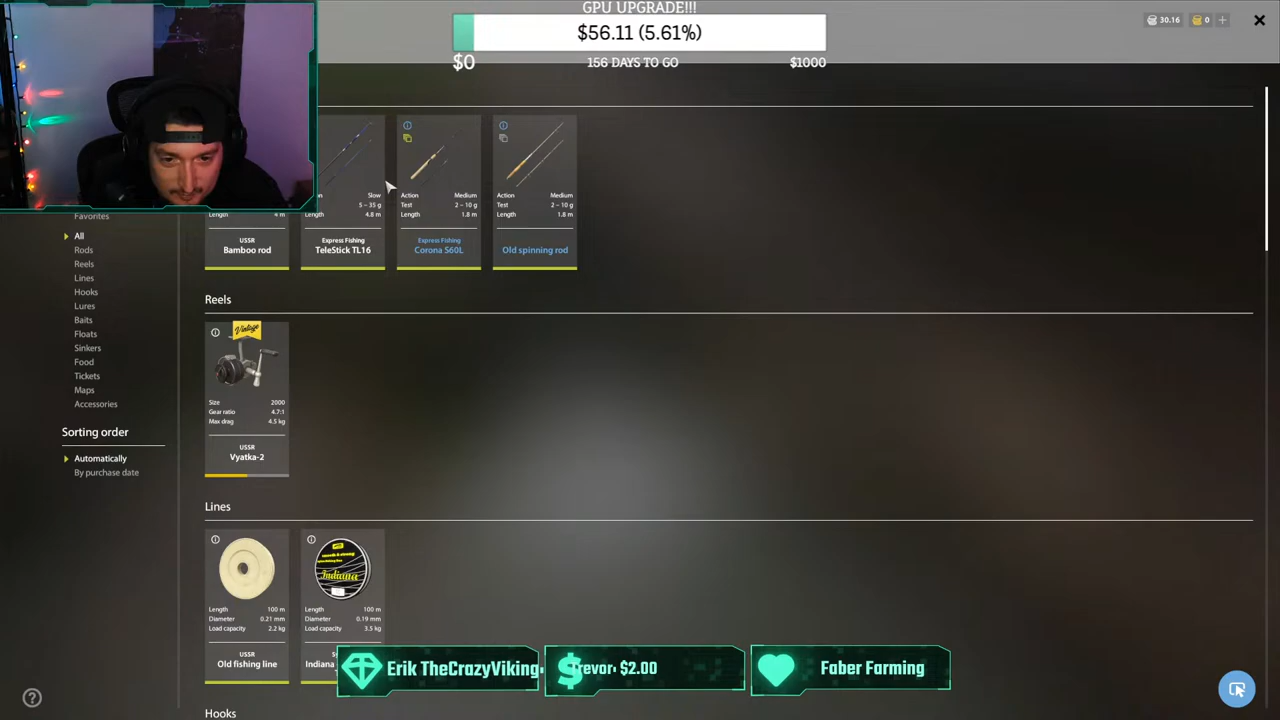 GPU UPGRADE!!!
$56.11 (5.61%)
$0
156 DAYS TO GO
$1000
30.16
0
Favorites
All
Rods
Reels
Lines
Hooks
Lures
Baits
Floats
Sinkers
Food
Tickets
Maps
Accessories
Sorting order
Automatically
By purchase date
Length 4 m
USSR
Bamboo rod
Slow
5 – 35 g
Length 4.8 m
Express Fishing
TeleStick TL16
Action Medium
Test 2 – 10 g
Length 1.8 m
Express Fishing
Corona S60L
Action Medium
Test 2 – 10 g
Length 1.8 m
Old spinning rod
Reels
Vintage
Size 2000
Gear ratio 4.7:1
Max drag 4.5 kg
USSR
Vyatka-2
Lines
Length 100 m
Diameter 0.21 mm
Load capacity 2.2 kg
USSR
Old fishing line
Indiana
Length 100 m
Diameter 0.19 mm
Load capacity 3.5 kg
Indiana
Erik TheCrazyViking:
Trevor: $2.00
Faber Farming
Hooks